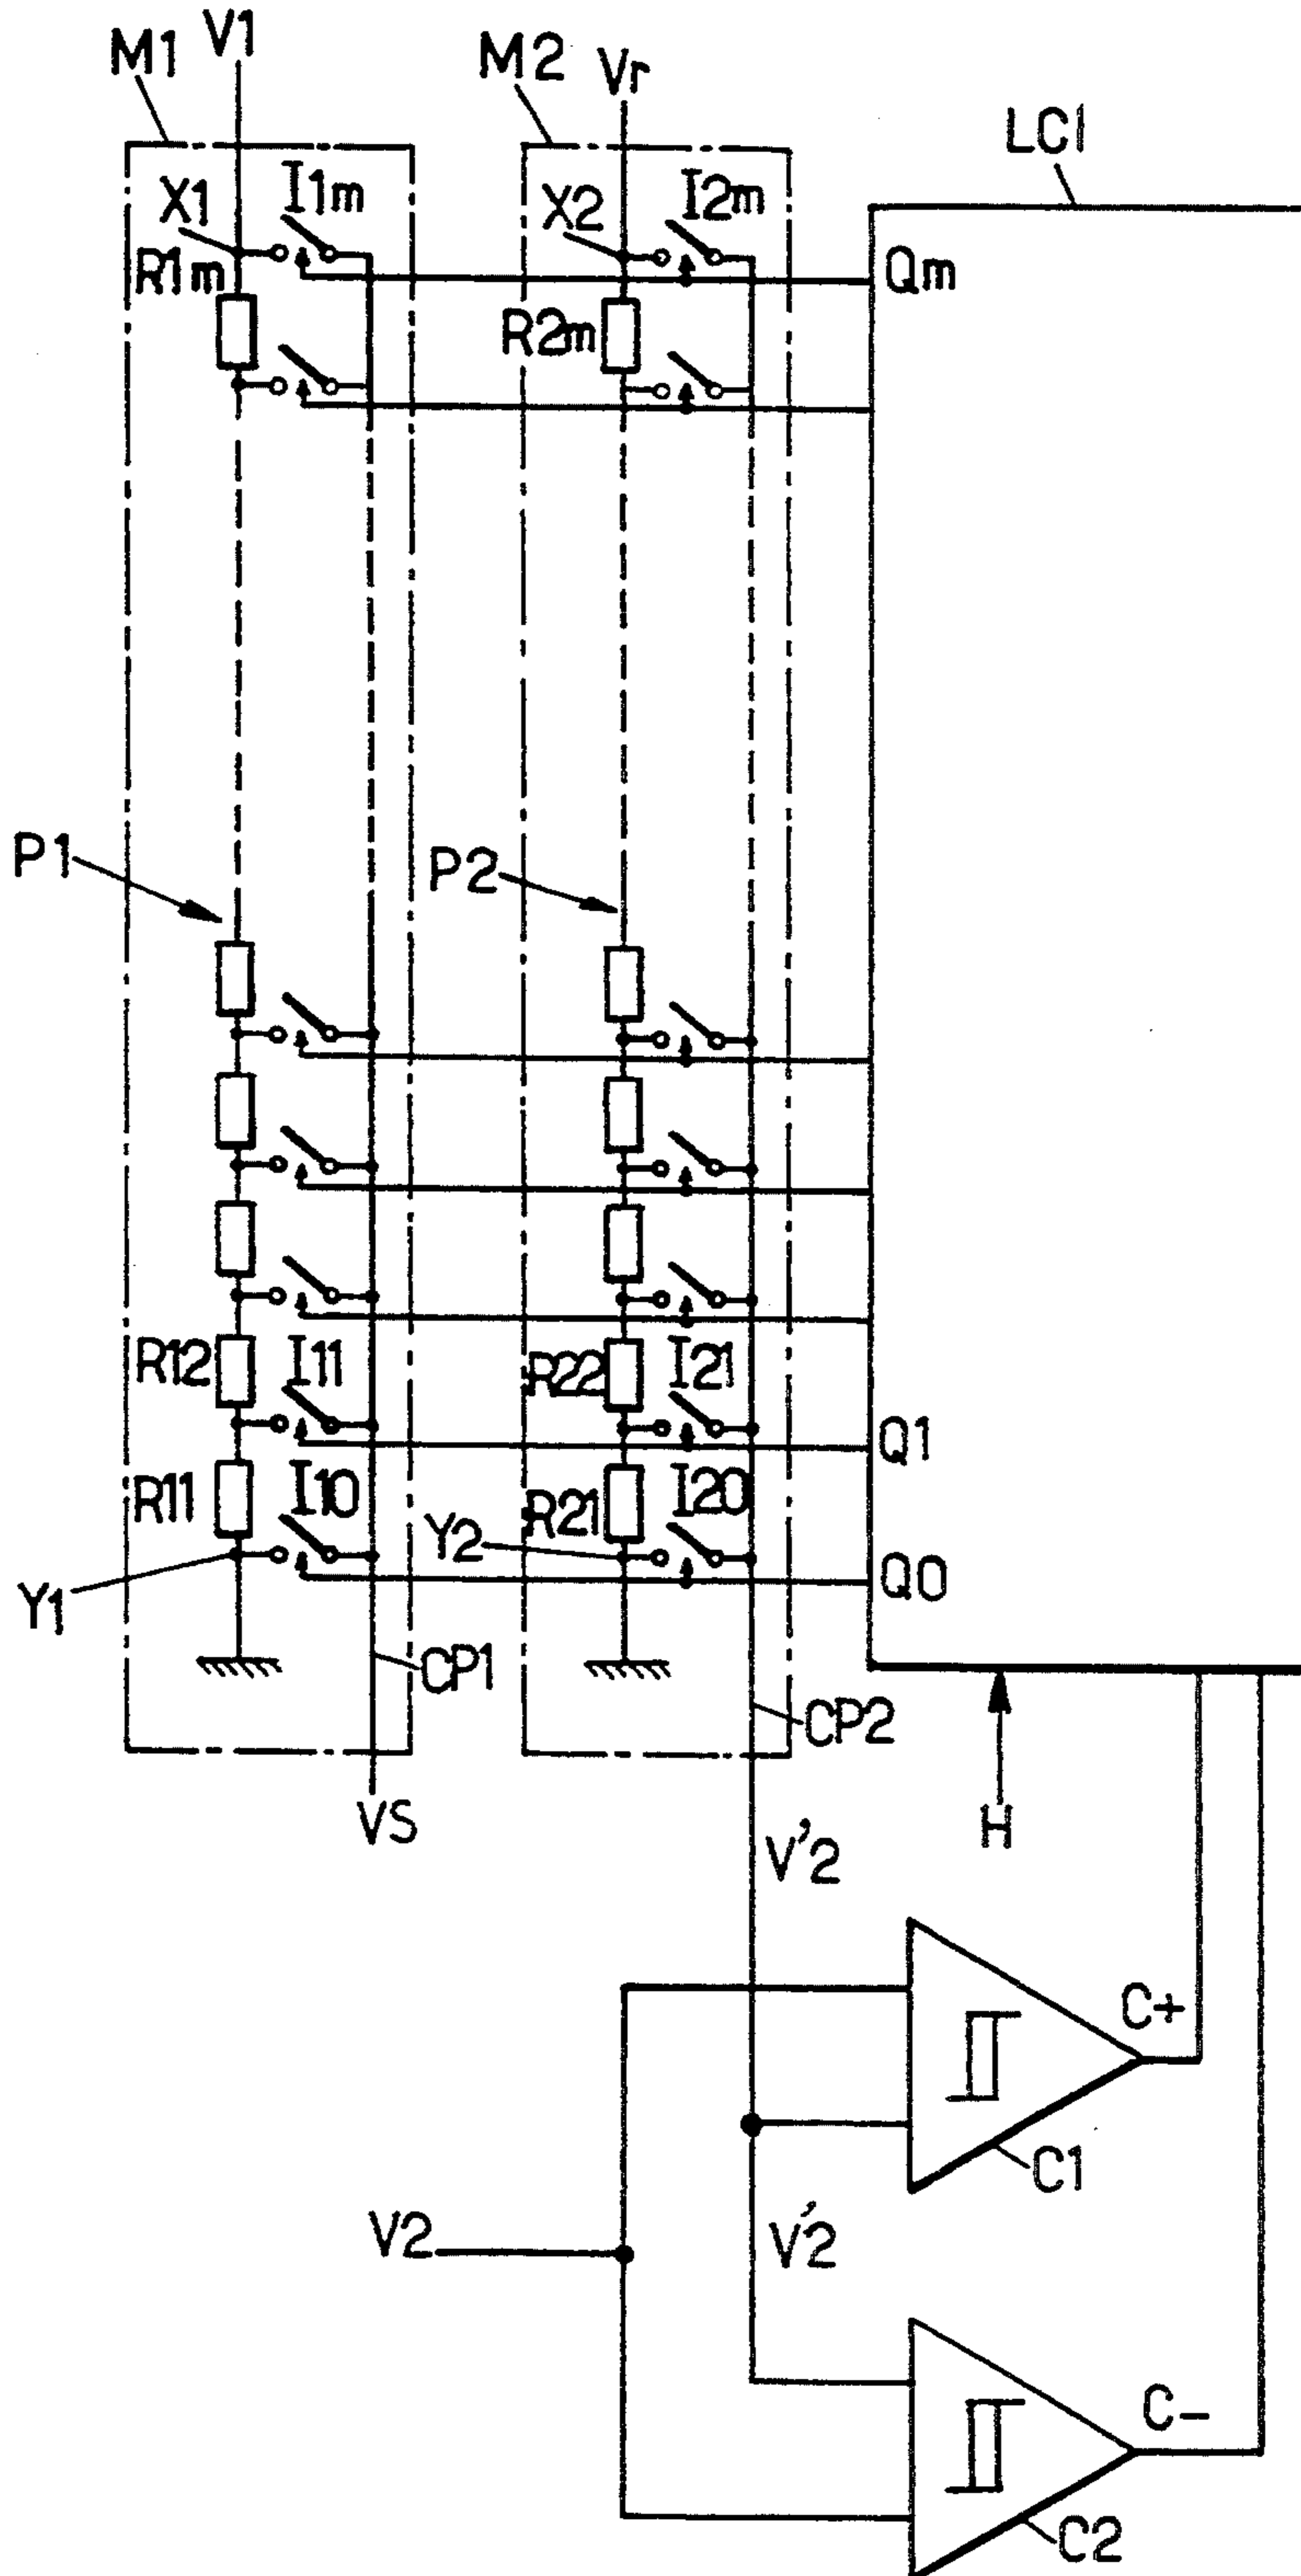 V1
M1
M2
Vr
LC1
X1
I1m
X2
I2m
R1m
Qm
R2m
P1
P2
R12
I11
R22
I21
Q1
R11
I10
R21
I20
Y2
Q0
Y1
CP1
CP2
VS
H
V'2
C+
C1
V2
V'2
C-
C2